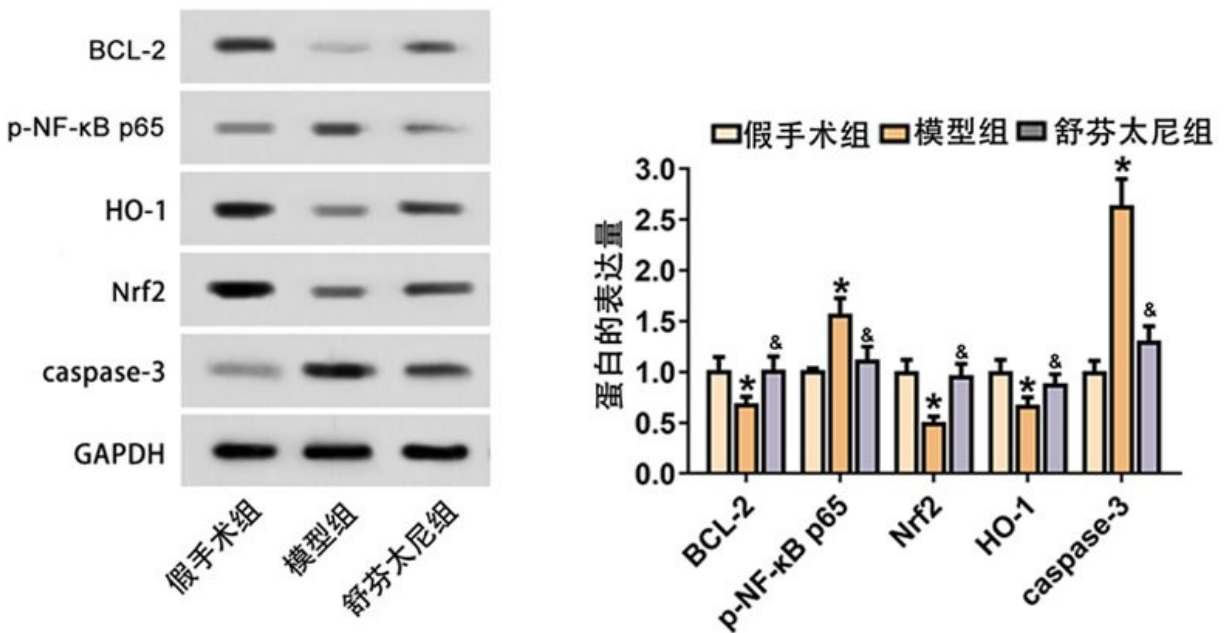 BCL-2
p-NF-κB p65
HO-1
Nrf2
caspase-3
GAPDH
假手术组
模型组
舒芬太尼组
假手术组 模型组 舒芬太尼组
蛋白的表达量
3.0
2.5
2.0
1.5
1.0
0.5
0.0
*
&
*
&
*
&
*
&
*
&
BCL-2
p-NF-κB p65
Nrf2
HO-1
caspase-3